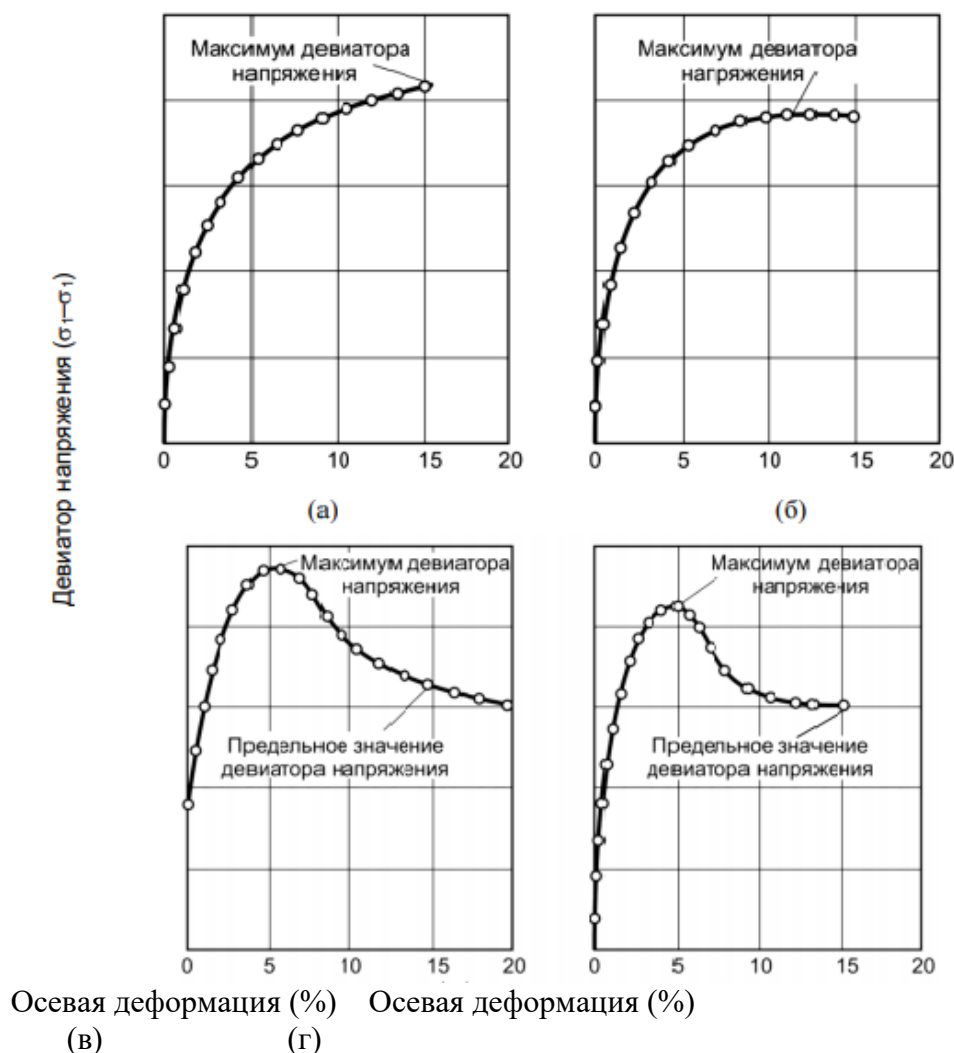 Максимум девиатора
напряжения
Максимум девиатора
нагряжения
Девиатор напряжения (σ₁–σ₁)
0 5 10 15 20
0 5 10 15 20
(а) (б)
Максимум девиатора
напряжения
Максимум девиатора
напряжения
Предельное значение
девиатора напряжения
Предельное значение
девиатора напряжения
0 5 10 15 20
0 5 10 15 20
Осевая деформация (%) Осевая деформация (%)
(в) (г)